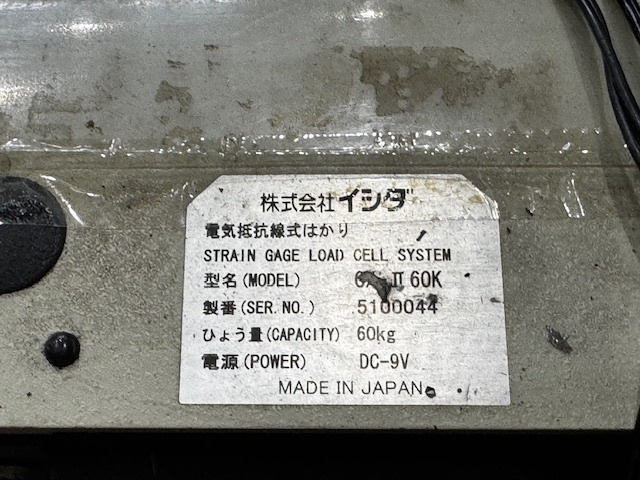 株式会社イシダ
電気抵抗線式はかり
STRAIN GAGE LOAD CELL SYSTEM
型名(MODEL) II 60K
製番(SER.NO.) 5100044
ひょう量(CAPACITY) 60kg
電源(POWER) DC-9V
MADE IN JAPAN